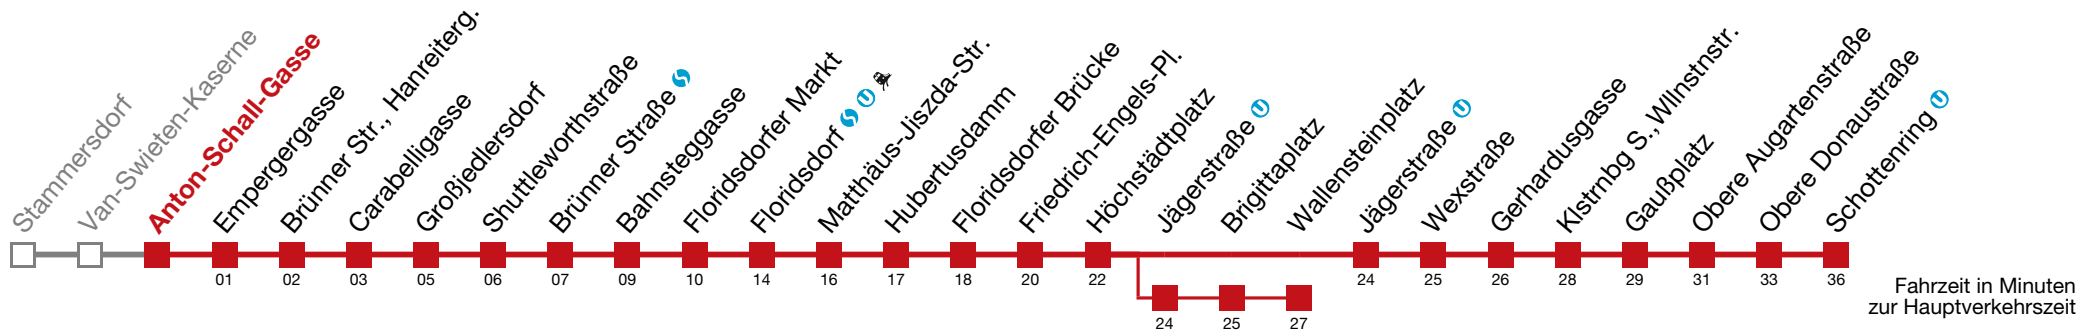 Stammersdorf
Van-Swieten-Kaserne
Anton-Schall-Gasse
Empergergasse
Brünner Str., Hanreiterg.
Carabelligasse
Großjedlersdorf
Shuttleworthstraße
Brünner Straße S
Bahnsteggasse
Floridsdorfer Markt
Floridsdorf S U
Matthäus-Jiszda-Str.
Hubertusdamm
Floridsdorfer Brücke
Friedrich-Engels-Pl.
Höchstädtplatz
Jägerstraße U
Brigittaplatz
Wallensteinplatz
Jägerstraße U
Wexstraße
Gerhardusgasse
Klstrnbg S., Wllnstnstr.
Gaußplatz
Obere Augartenstraße
Obere Donaustraße
Schottenring U
01 02 03 05 06 07 09 10 14 16 17 18 20 22 24 25 26 28 29 31 33 36
24 25 27
Fahrzeit in Minuten
zur Hauptverkehrszeit